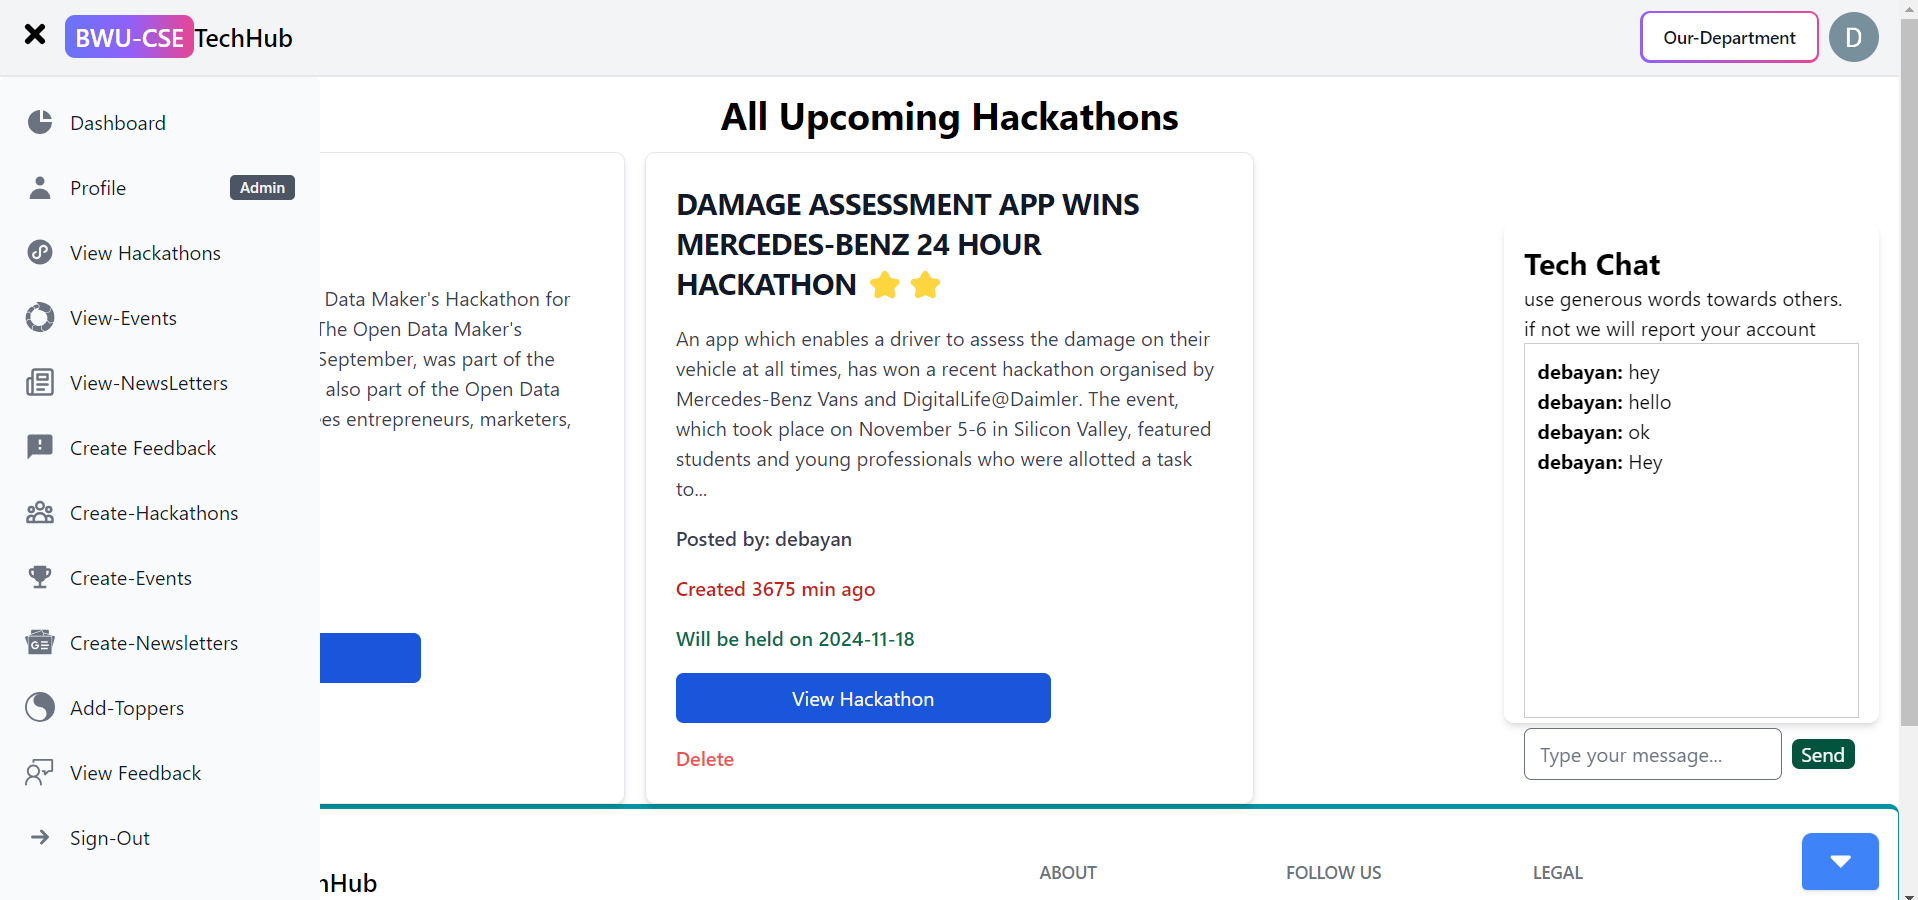 BWU-CSE TechHub
Our-Department
D
Dashboard
Profile
Admin
View Hackathons
View-Events
View-NewsLetters
Create Feedback
Create-Hackathons
Create-Events
Create-Newsletters
Add-Toppers
View Feedback
Sign-Out
All Upcoming Hackathons
Data Maker's Hackathon for
The Open Data Maker's
September, was part of the
also part of the Open Data
es entrepreneurs, marketers,
DAMAGE ASSESSMENT APP WINS
MERCEDES-BENZ 24 HOUR
HACKATHON
An app which enables a driver to assess the damage on their
vehicle at all times, has won a recent hackathon organised by
Mercedes-Benz Vans and DigitalLife@Daimler. The event,
which took place on November 5-6 in Silicon Valley, featured
students and young professionals who were allotted a task
to...
Posted by: debayan
Created 3675 min ago
Will be held on 2024-11-18
View Hackathon
Delete
Tech Chat
use generous words towards others.
if not we will report your account
debayan: hey
debayan: hello
debayan: ok
debayan: Hey
Type your message...
Send
hHub
ABOUT
FOLLOW US
LEGAL